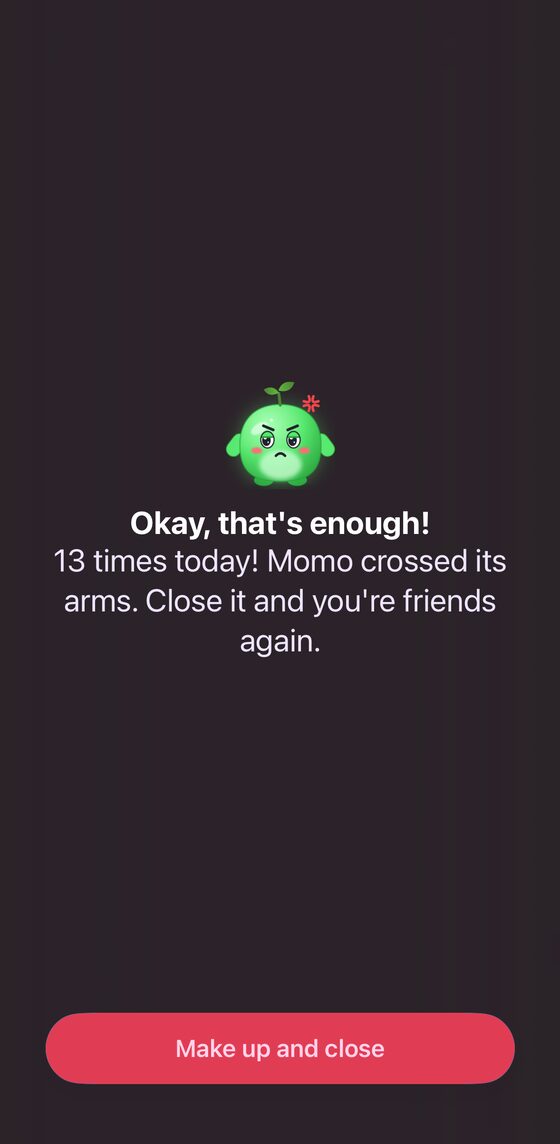 Okay, that's enough!
13 times today! Momo crossed its
arms. Close it and you're friends
again.
Make up and close